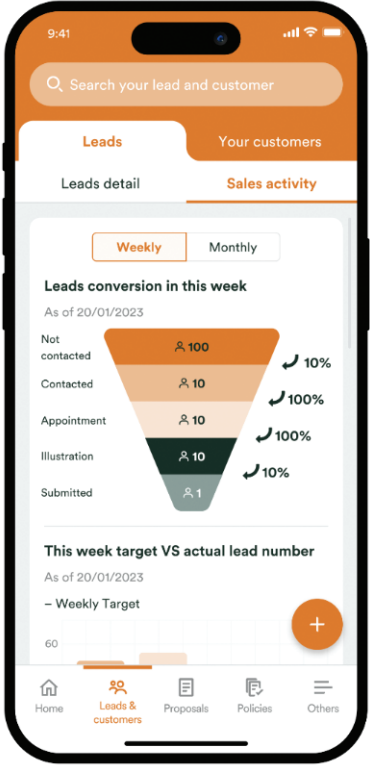 9:41
Search your lead and customer
Leads
Your customers
Leads detail
Sales activity
Weekly
Monthly
Leads conversion in this week
As of 20/01/2023
Not
contacted
100
10%
Contacted
10
100%
Appointment
10
100%
Illustration
10
10%
Submitted
1
This week target VS actual lead number
As of 20/01/2023
– Weekly Target
+
60
Home
Leads &
customers
Proposals
Policies
Others